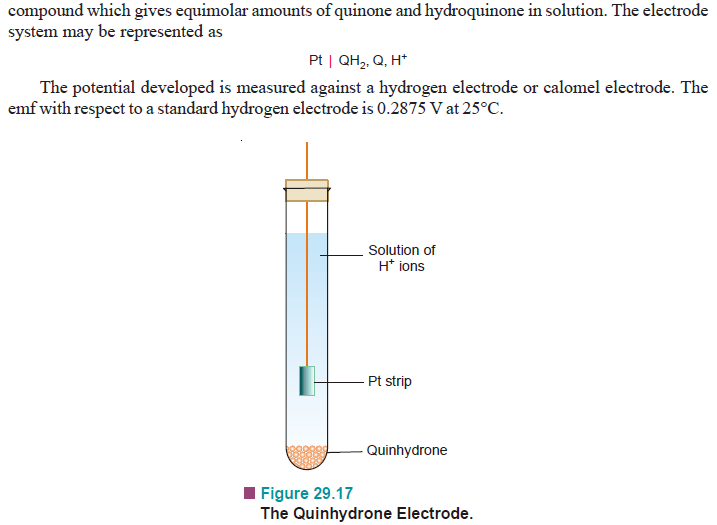 compound which gives equimolar amounts of quinone and hydroquinone in solution. The electrode
system may be represented as
Pt | QH₂, Q, H⁺
The potential developed is measured against a hydrogen electrode or calomel electrode. The
emf with respect to a standard hydrogen electrode is 0.2875 V at 25°C.
Solution of
H⁺ ions
Pt strip
Quinhydrone
Figure 29.17
The Quinhydrone Electrode.